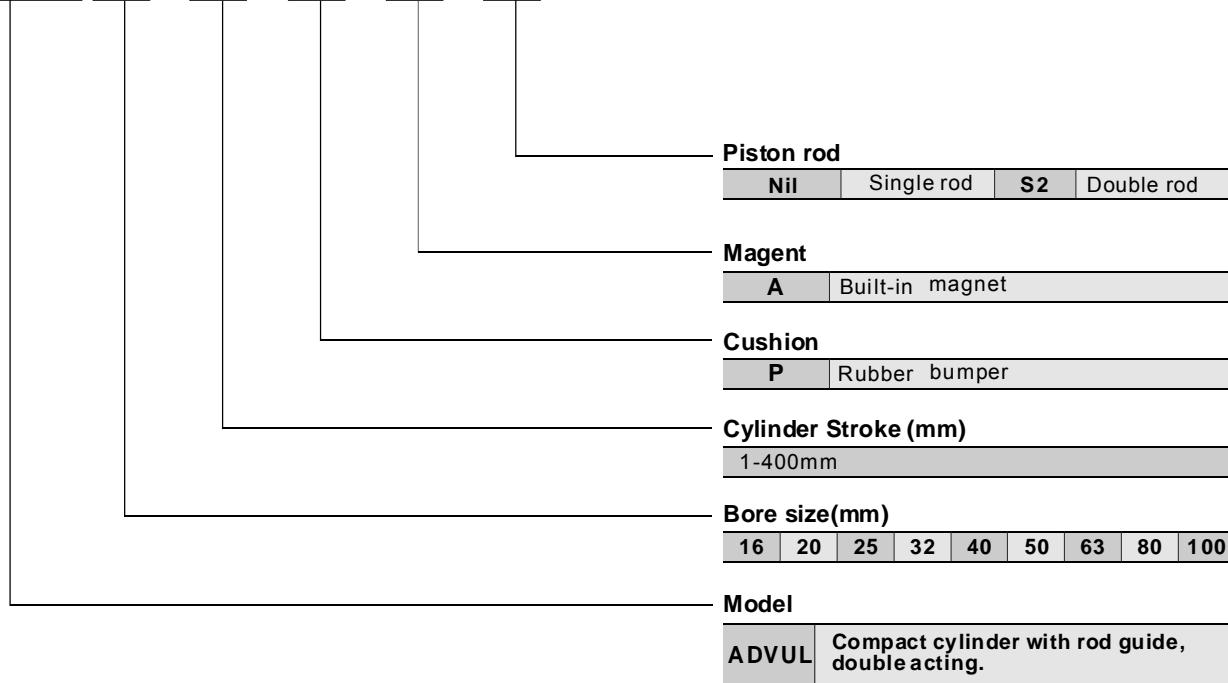 Piston rod
Nil Single rod S2 Double rod
Magent
A Built-in magnet
Cushion
P Rubber bumper
Cylinder Stroke (mm)
1-400mm
Bore size(mm)
16 20 25 32 40 50 63 80 100
Model
ADVUL Compact cylinder with rod guide,
double acting.